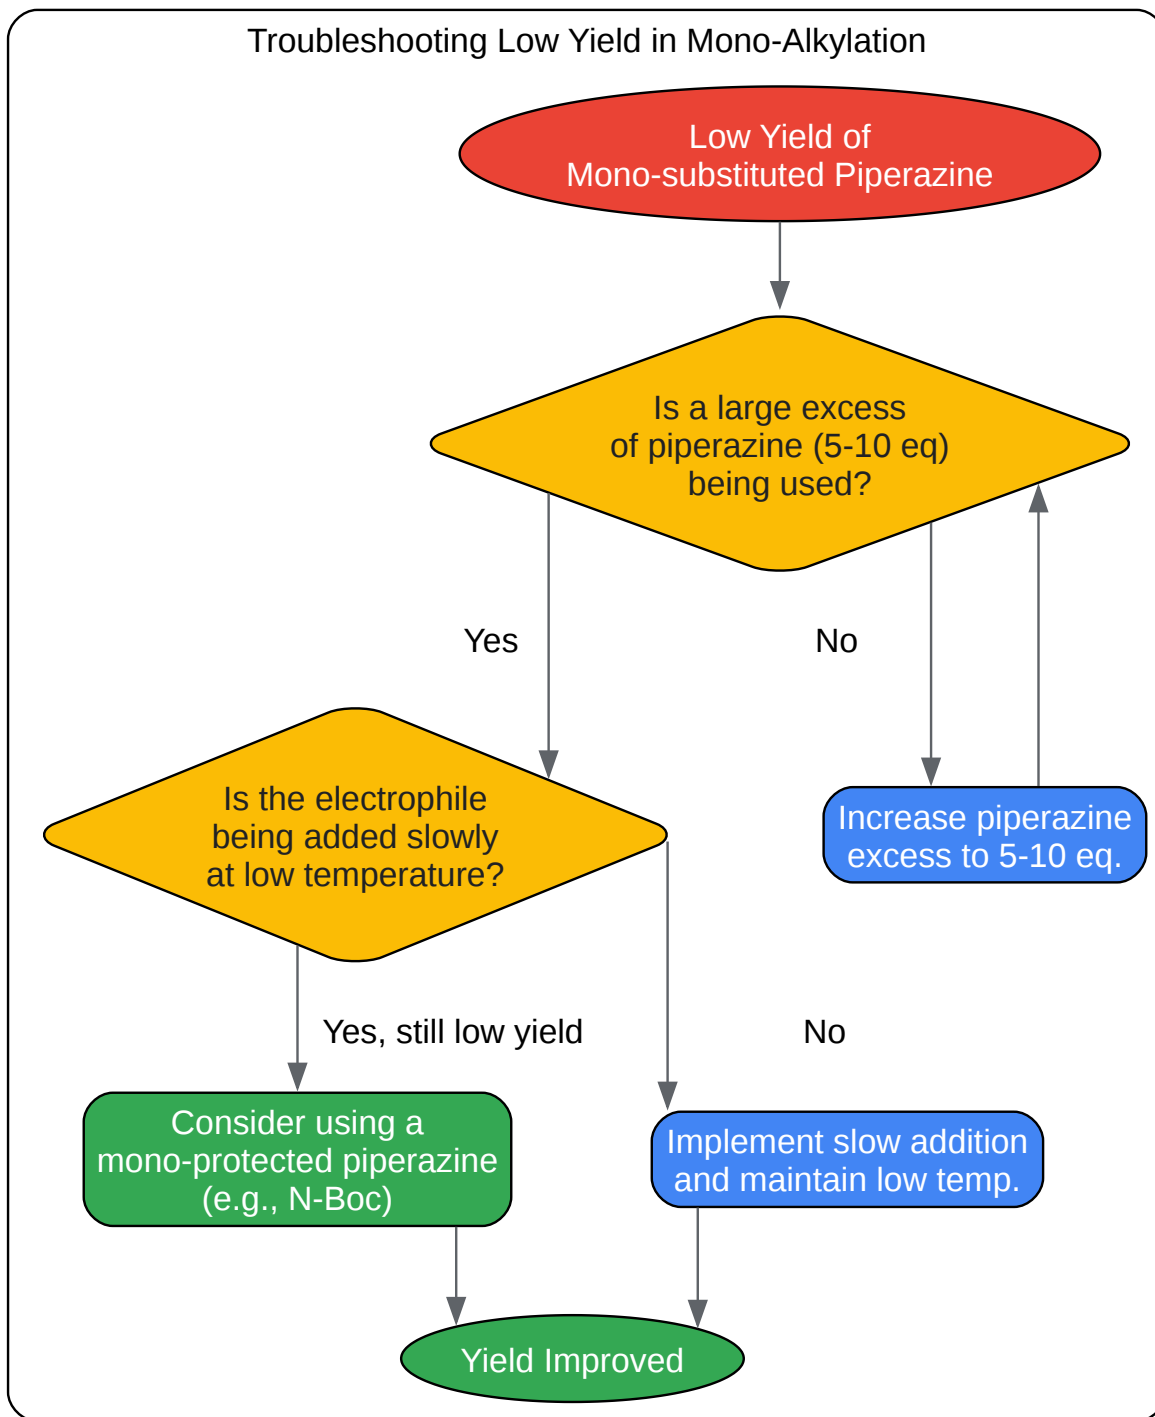 Troubleshooting Low Yield in Mono-Alkylation
Low Yield of
Mono-substituted Piperazine
Is a large excess
of piperazine (5-10 eq)
being used?
Yes
No
Is the electrophile
being added slowly
at low temperature?
Increase piperazine
excess to 5-10 eq.
Yes, still low yield
No
Consider using a
mono-protected piperazine
(e.g., N-Boc)
Implement slow addition
and maintain low temp.
Yield Improved